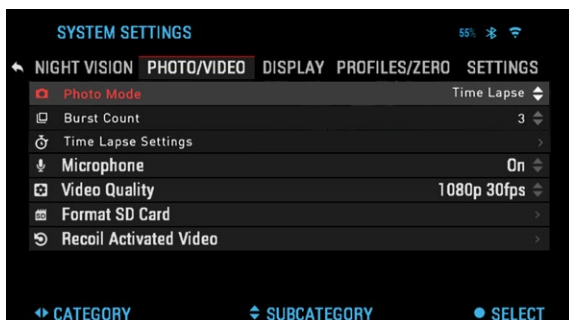 SYSTEM SETTINGS 55%
NIGHT VISION PHOTO/VIDEO DISPLAY PROFILES/ZERO SETTINGS
Photo Mode Time Lapse
Burst Count 3
Time Lapse Settings
Microphone On
Video Quality 1080p 30fps
Format SD Card
Recoil Activated Video
CATEGORY SUBCATEGORY SELECT